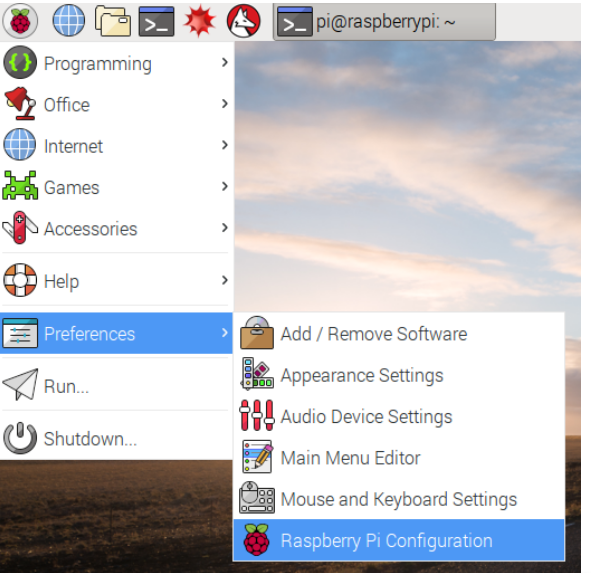 pi@raspberrypi: ~
Programming
Office
Internet
Games
Accessories
Help
Preferences
Run...
Shutdown...
Add / Remove Software
Appearance Settings
Audio Device Settings
Main Menu Editor
Mouse and Keyboard Settings
Raspberry Pi Configuration